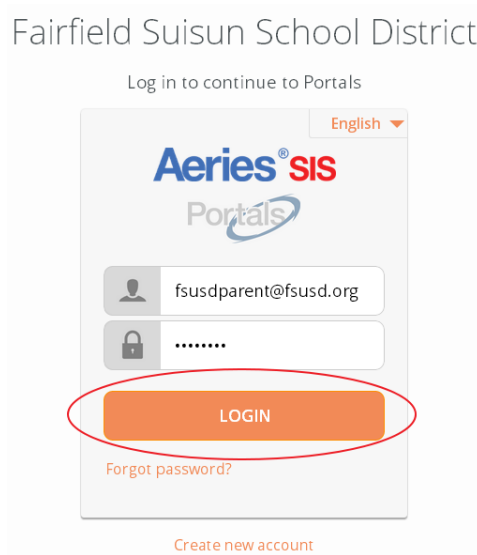 Fairfield Suisun School District
Log in to continue to Portals
English
Aeries® SIS
Portals
fsusdparent@fsusd.org
••••••••
LOGIN
Forgot password?
Create new account